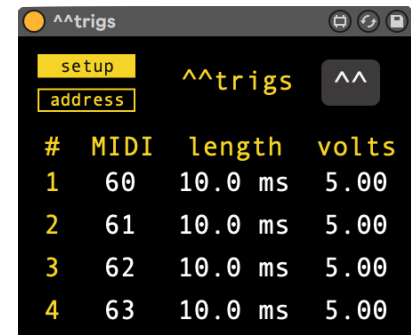 ^^trigs
setup
^^trigs
^^
address
# MIDI length volts
1 60 10.0 ms 5.00
2 61 10.0 ms 5.00
3 62 10.0 ms 5.00
4 63 10.0 ms 5.00